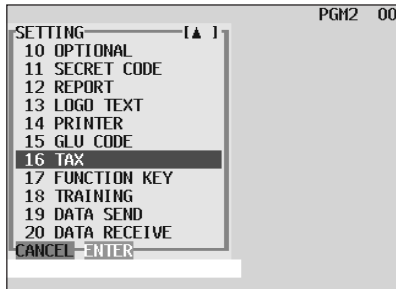 PGM2 00
SETTING [▲ ]
10 OPTIONAL
11 SECRET CODE
12 REPORT
13 LOGO TEXT
14 PRINTER
15 GLU CODE
16 TAX
17 FUNCTION KEY
18 TRAINING
19 DATA SEND
20 DATA RECEIVE
CANCEL ENTER